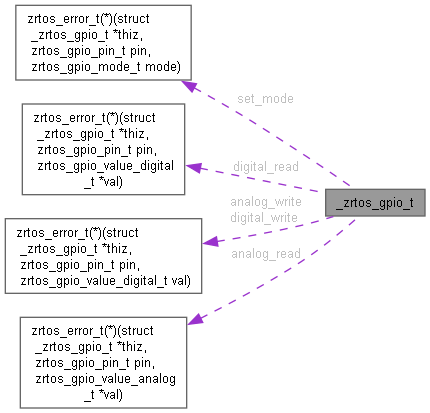 zrtos_error_t(*)(struct
_zrtos_gpio_t *thiz,
zrtos_gpio_pin_t pin,
zrtos_gpio_mode_t mode)
set_mode
zrtos_error_t(*)(struct
_zrtos_gpio_t *thiz,
zrtos_gpio_pin_t pin,
zrtos_gpio_value_digital
_t *val)
digital_read
_zrtos_gpio_t
analog_write
digital_write
zrtos_error_t(*)(struct
_zrtos_gpio_t *thiz,
zrtos_gpio_pin_t pin,
zrtos_gpio_value_digital_t val)
analog_read
zrtos_error_t(*)(struct
_zrtos_gpio_t *thiz,
zrtos_gpio_pin_t pin,
zrtos_gpio_value_analog
_t *val)